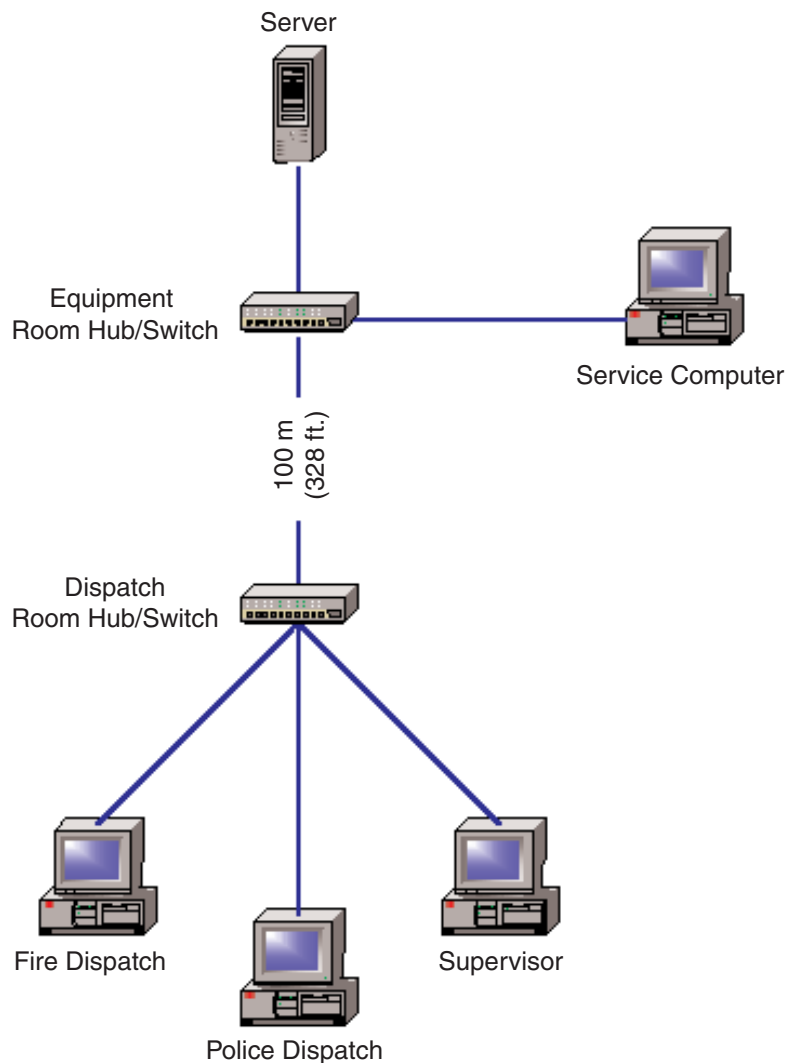 Server
Equipment
Room Hub/Switch
Service Computer
100 m
(328 ft.)
Dispatch
Room Hub/Switch
Fire Dispatch
Supervisor
Police Dispatch